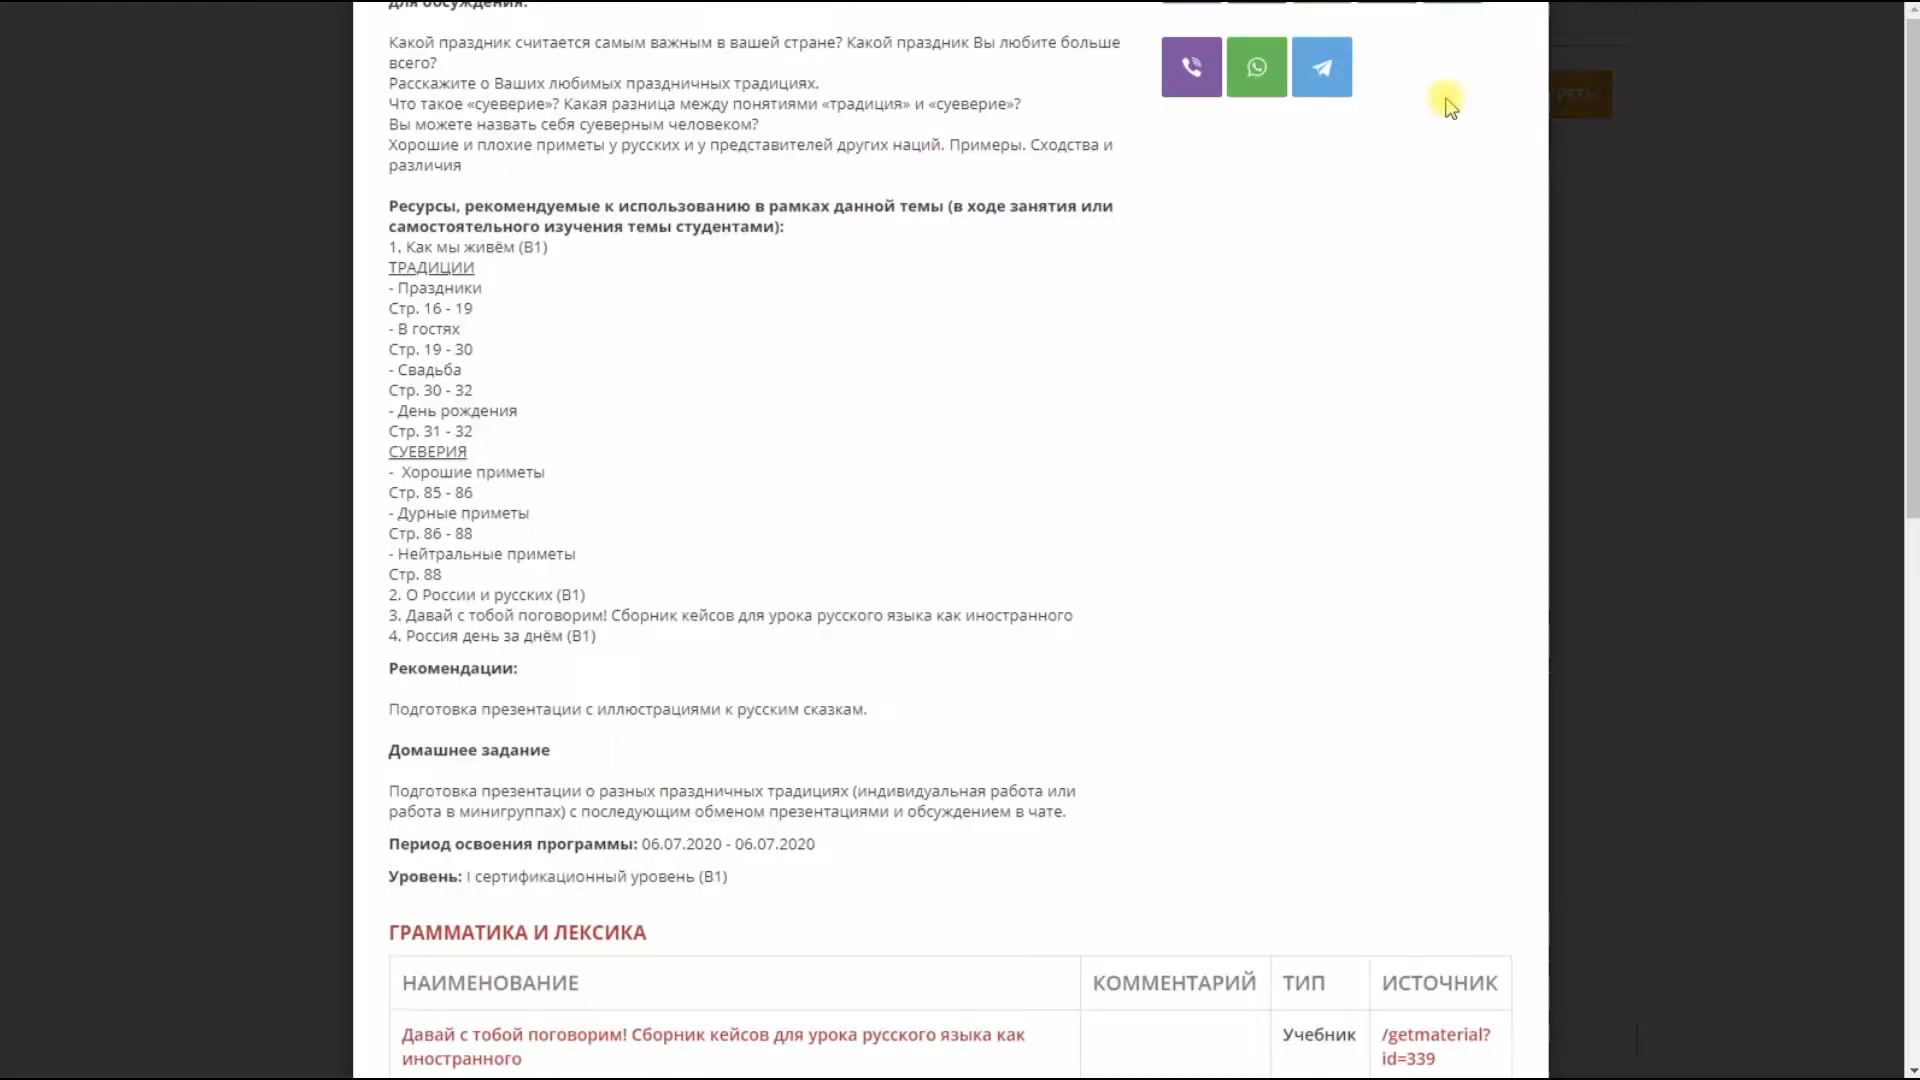 для обсуждения:
Какой праздник считается самым важным в вашей стране? Какой праздник Вы любите больше
всего?
Расскажите о Ваших любимых праздничных традициях.
Что такое «суеверие»? Какая разница между понятиями «традиция» и «суеверие»?
Вы можете назвать себя суеверным человеком?
Хорошие и плохие приметы у русских и у представителей других наций. Примеры. Сходства и
различия
Ресурсы, рекомендуемые к использованию в рамках данной темы (в ходе занятия или
самостоятельного изучения темы студентами):
1. Как мы живём (B1)
ТРАДИЦИИ
- Праздники
Стр. 16 - 19
- В гостях
Стр. 19 - 30
- Свадьба
Стр. 30 - 32
- День рождения
Стр. 31 - 32
СУЕВЕРИЯ
- Хорошие приметы
Стр. 85 - 86
- Дурные приметы
Стр. 86 - 88
- Нейтральные приметы
Стр. 88
2. О России и русских (B1)
3. Давай с тобой поговорим! Сборник кейсов для урока русского языка как иностранного
4. Россия день за днём (B1)
Рекомендации:
Подготовка презентации с иллюстрациями к русским сказкам.
Домашнее задание
Подготовка презентации о разных праздничных традициях (индивидуальная работа или
работа в минигруппах) с последующим обменом презентациями и обсуждением в чате.
Период освоения программы: 06.07.2020 - 06.07.2020
Уровень: I сертификационный уровень (B1)
ГРАММАТИКА И ЛЕКСИКА
НАИМЕНОВАНИЕ КОММЕНТАРИЙ ТИП ИСТОЧНИК
Давай с тобой поговорим! Сборник кейсов для урока русского языка как Учебник /getmaterial?
иностранного id=339